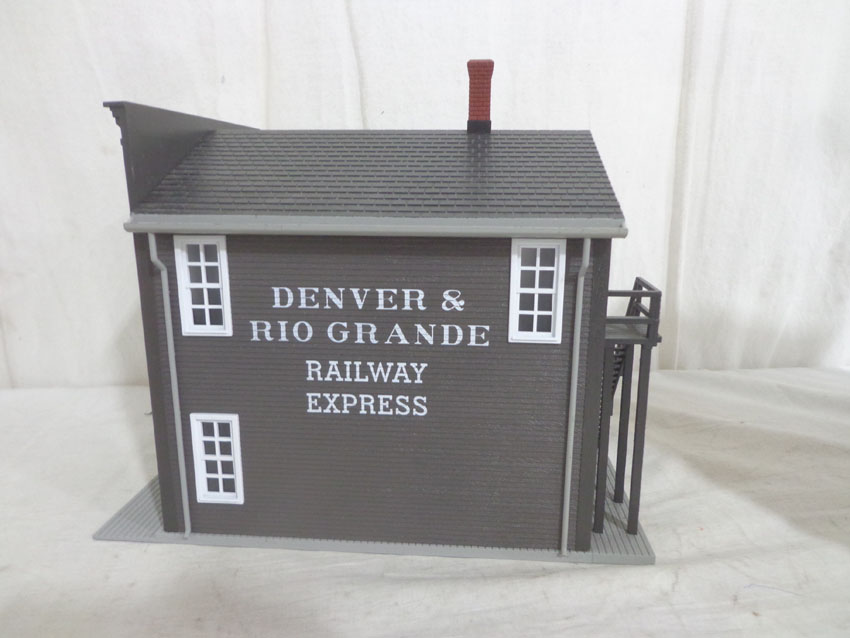 DENVER &
RIO GRANDE
RAILWAY
EXPRESS